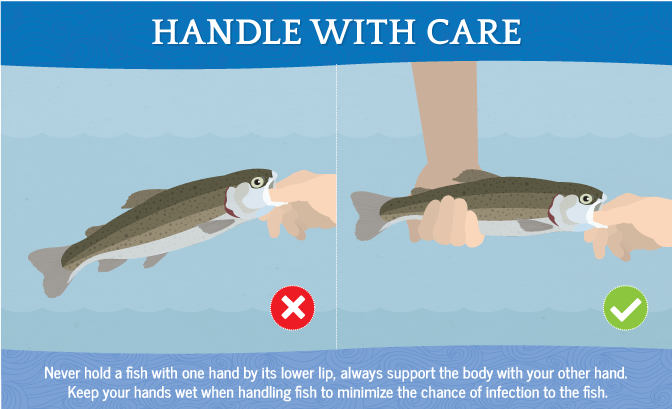 HANDLE WITH CARE
Never hold a fish with one hand by its lower lip, always support the body with your other hand.
Keep your hands wet when handling fish to minimize the chance of infection to the fish.